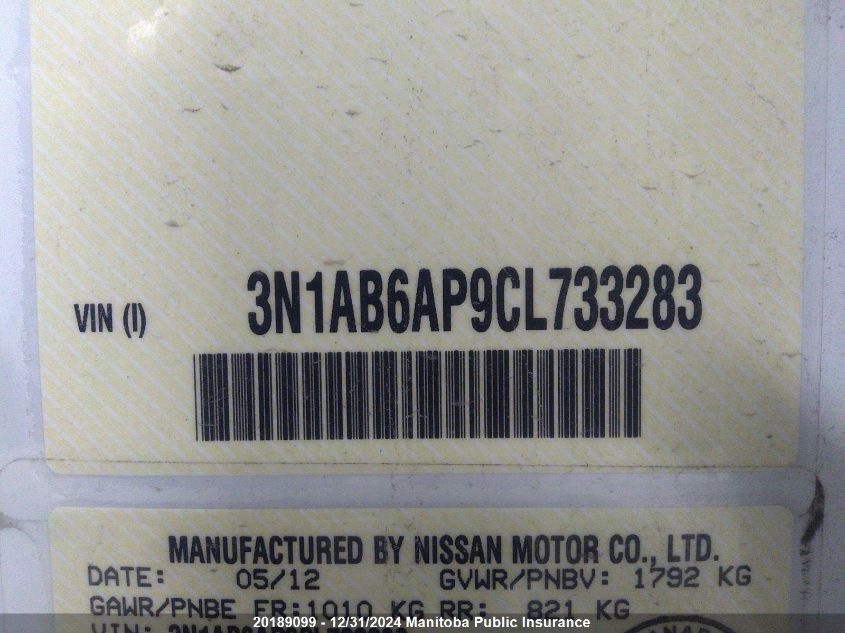 VIN (I) 3N1AB6AP9CL733283
MANUFACTURED BY NISSAN MOTOR CO., LTD.
DATE: 05/12 GVWR/PNBV: 1792 KG
GAWR/PNBE FR:1010 KG RR: 821 KG
VIN:
20189099 - 12/31/2024 Manitoba Public Insurance